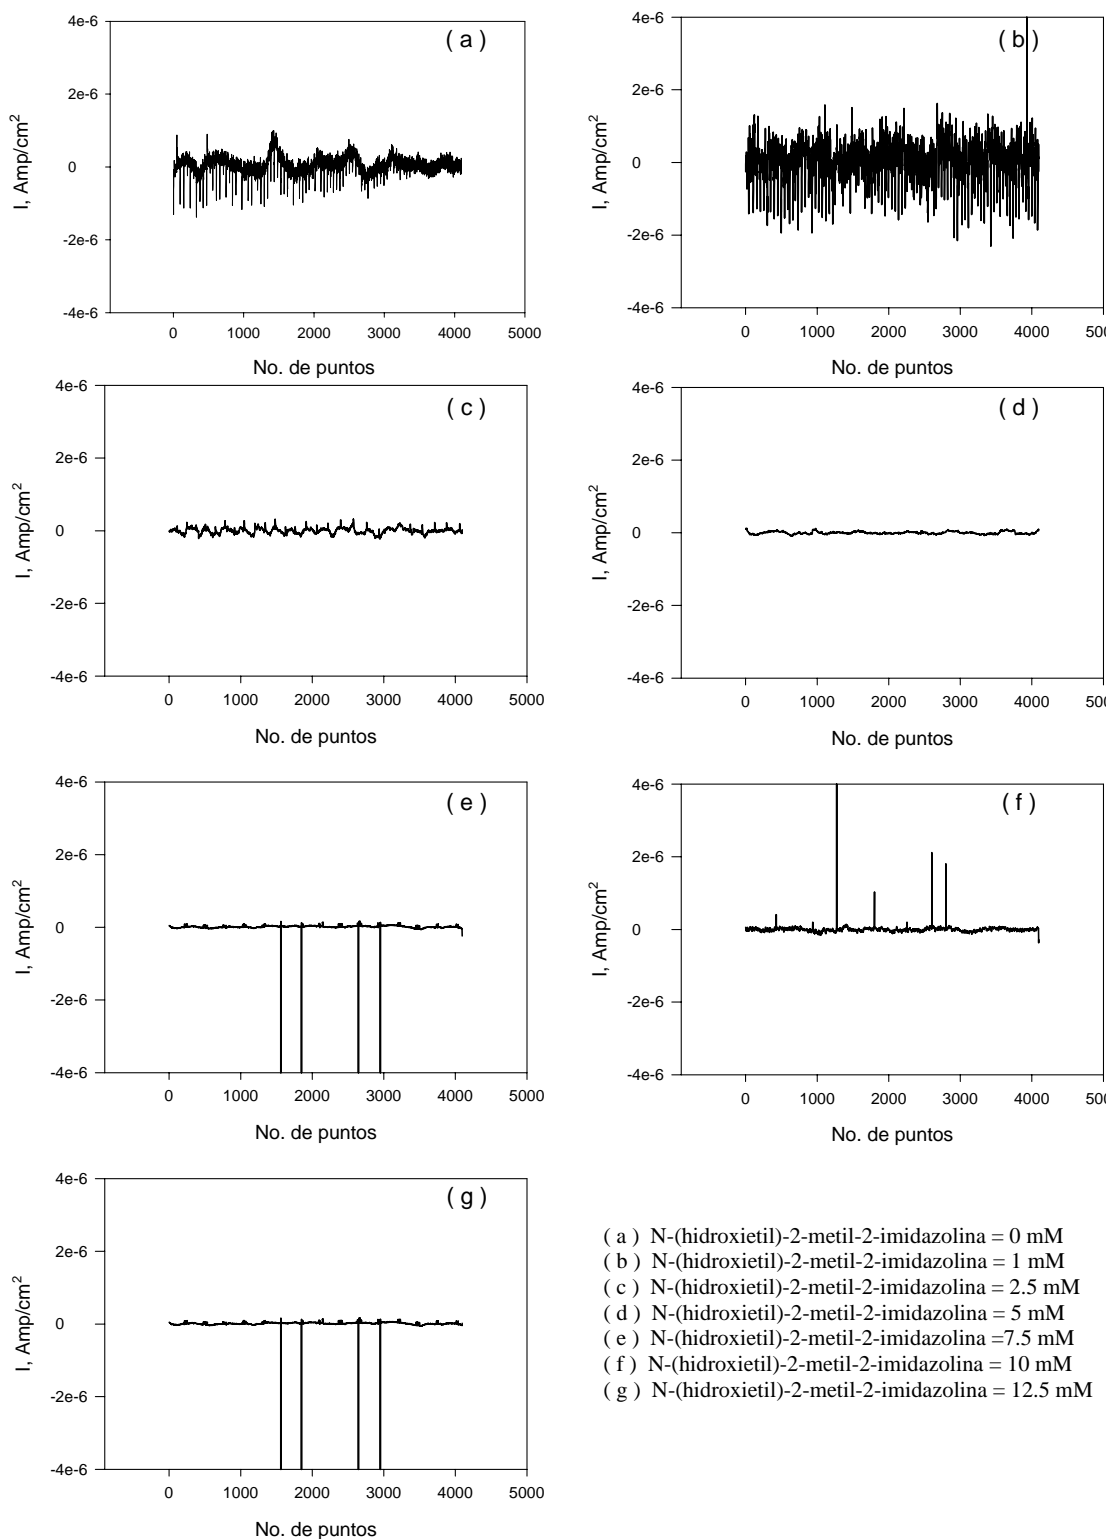 ( a )
4e-6
2e-6
0
-2e-6
-4e-6
I, Amp/cm²
0 1000 2000 3000 4000 5000
No. de puntos
( b )
4e-6
2e-6
0
-2e-6
-4e-6
I, Amp/cm²
0 1000 2000 3000 4000
No. de puntos
( c )
4e-6
2e-6
0
-2e-6
-4e-6
I, Amp/cm²
0 1000 2000 3000 4000 5000
No. de puntos
( d )
4e-6
2e-6
0
-2e-6
-4e-6
I, Amp/cm²
0 1000 2000 3000 4000
No. de puntos
( e )
4e-6
2e-6
0
-2e-6
-4e-6
I, Amp/cm²
0 1000 2000 3000 4000 5000
No. de puntos
( f )
4e-6
2e-6
0
-2e-6
-4e-6
I, Amp/cm²
0 1000 2000 3000 4000
No. de puntos
( g )
4e-6
2e-6
0
-2e-6
-4e-6
I, Amp/cm²
0 1000 2000 3000 4000 5000
No. de puntos
( a ) N-(hidroxietil)-2-metil-2-imidazolina = 0 mM
( b ) N-(hidroxietil)-2-metil-2-imidazolina = 1 mM
( c ) N-(hidroxietil)-2-metil-2-imidazolina = 2.5 mM
( d ) N-(hidroxietil)-2-metil-2-imidazolina = 5 mM
( e ) N-(hidroxietil)-2-metil-2-imidazolina =7.5 mM
( f ) N-(hidroxietil)-2-metil-2-imidazolina = 10 mM
( g ) N-(hidroxietil)-2-metil-2-imidazolina = 12.5 mM